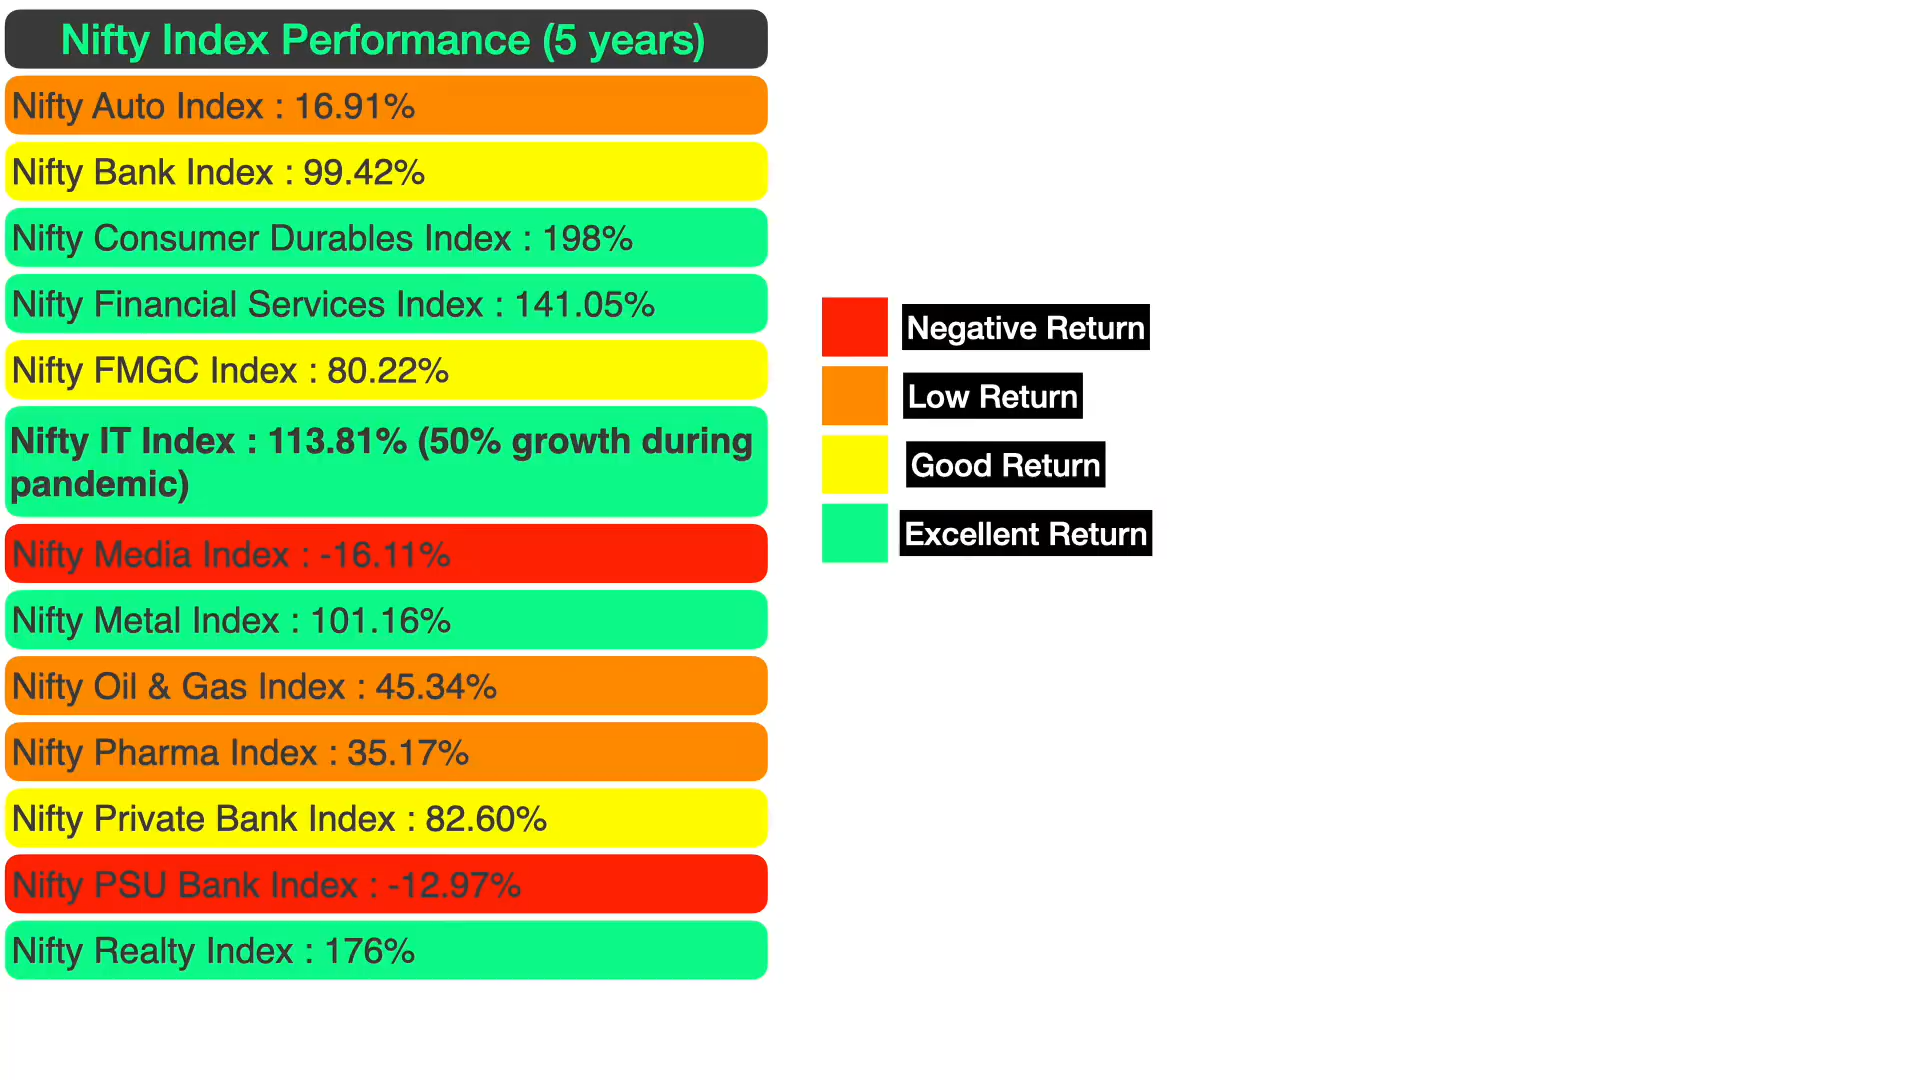 Nifty Index Performance (5 years)
Nifty Auto Index : 16.91%
Nifty Bank Index : 99.42%
Nifty Consumer Durables Index : 198%
Nifty Financial Services Index : 141.05%
Nifty FMGC Index : 80.22%
Nifty IT Index : 113.81% (50% growth during
pandemic)
Nifty Media Index : -16.11%
Nifty Metal Index : 101.16%
Nifty Oil & Gas Index : 45.34%
Nifty Pharma Index : 35.17%
Nifty Private Bank Index : 82.60%
Nifty PSU Bank Index : -12.97%
Nifty Realty Index : 176%
Negative Return
Low Return
Good Return
Excellent Return